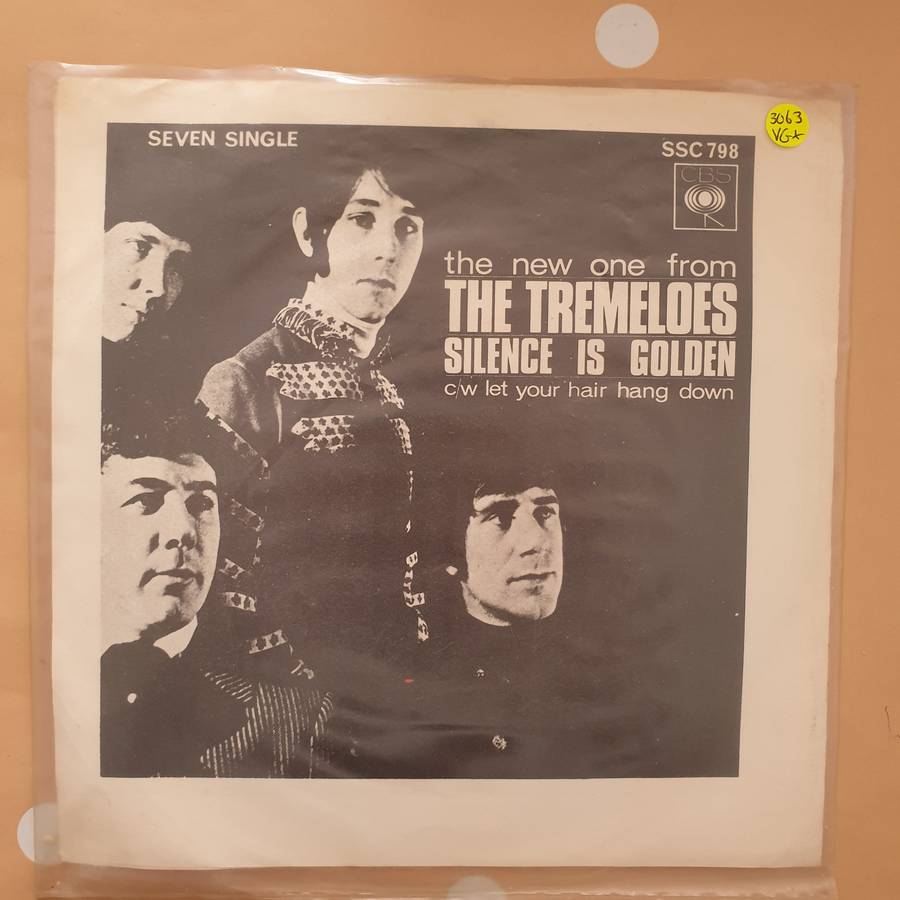 SEVEN SINGLE
SSC 798
3063
VG+
CBS
the new one from
THE TREMELOES
SILENCE IS GOLDEN
c/w let your hair hang down